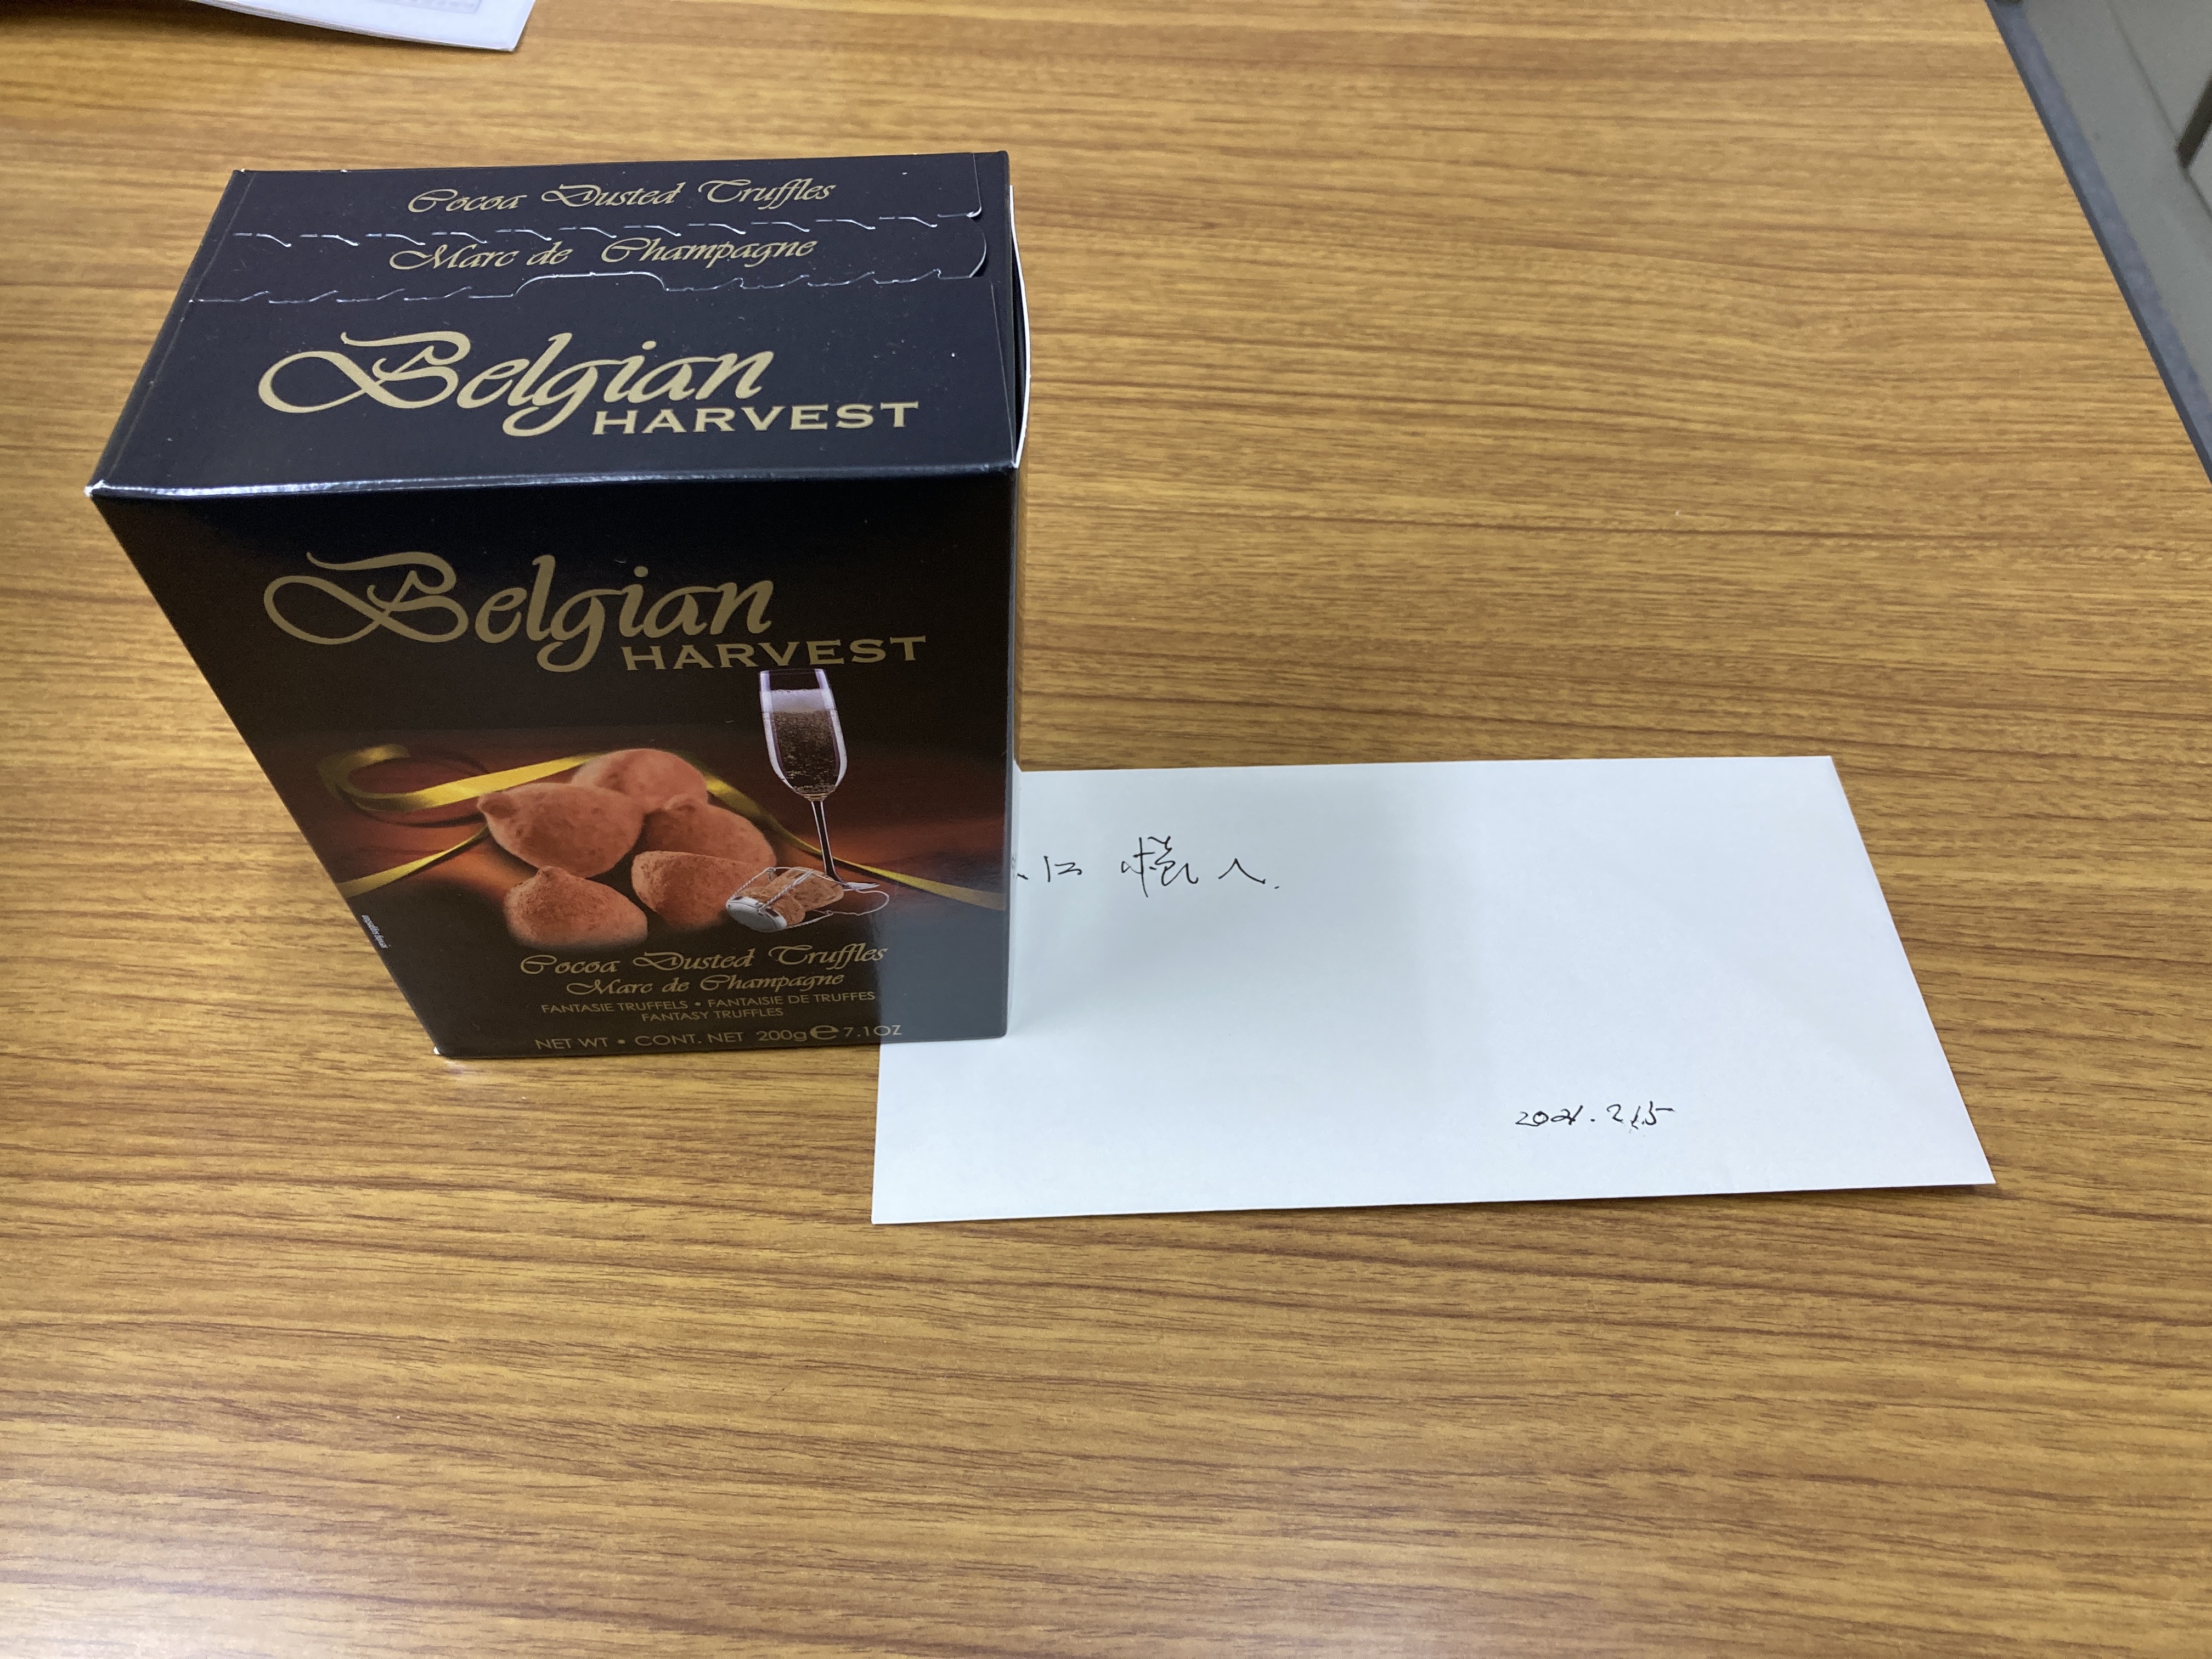 Cocoa Dusted Truffles
Marc de Champagne
Belgian
HARVEST
Belgian
HARVEST
Cocoa Dusted Truffles
Marc de Champagne
FANTASIE TRUFFELS • FANTAISIE DE TRUFFES
FANTASY TRUFFLES
NET WT • CONT. NET 200g e 7.1OZ
2021.2.15